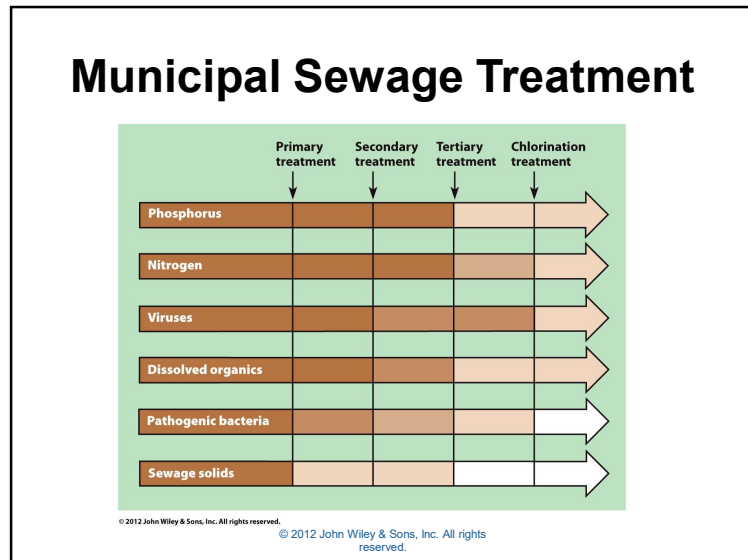 Municipal Sewage Treatment
Primary treatment
Secondary treatment
Tertiary treatment
Chlorination treatment
Phosphorus
Nitrogen
Viruses
Dissolved organics
Pathogenic bacteria
Sewage solids
© 2012 John Wiley & Sons, Inc. All rights reserved.
© 2012 John Wiley & Sons, Inc. All rights
reserved.